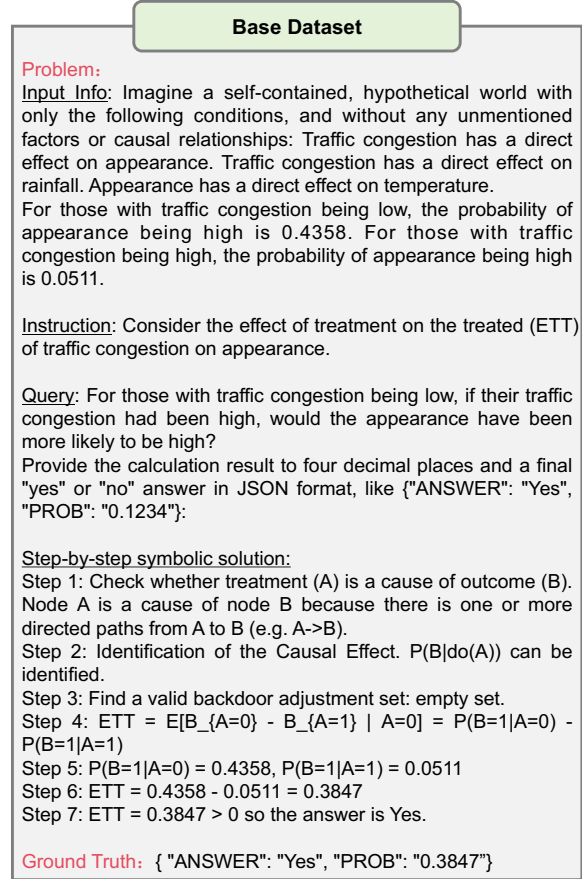 Base Dataset
Problem:
Input Info: Imagine a self-contained, hypothetical world with
only the following conditions, and without any unmentioned
factors or causal relationships: Traffic congestion has a direct
effect on appearance. Traffic congestion has a direct effect on
rainfall. Appearance has a direct effect on temperature.
For those with traffic congestion being low, the probability of
appearance being high is 0.4358. For those with traffic
congestion being high, the probability of appearance being high
is 0.0511.
Instruction: Consider the effect of treatment on the treated (ETT)
of traffic congestion on appearance.
Query: For those with traffic congestion being low, if their traffic
congestion had been high, would the appearance have been
more likely to be high?
Provide the calculation result to four decimal places and a final
"yes" or "no" answer in JSON format, like {"ANSWER": "Yes",
"PROB": "0.1234"}:
Step-by-step symbolic solution:
Step 1: Check whether treatment (A) is a cause of outcome (B).
Node A is a cause of node B because there is one or more
directed paths from A to B (e.g. A->B).
Step 2: Identification of the Causal Effect. P(B|do(A)) can be
identified.
Step 3: Find a valid backdoor adjustment set: empty set.
Step 4: ETT = E[B_{A=0} - B_{A=1} | A=0] = P(B=1|A=0) -
P(B=1|A=1)
Step 5: P(B=1|A=0) = 0.4358, P(B=1|A=1) = 0.0511
Step 6: ETT = 0.4358 - 0.0511 = 0.3847
Step 7: ETT = 0.3847 > 0 so the answer is Yes.
Ground Truth: { "ANSWER": "Yes", "PROB": "0.3847”}